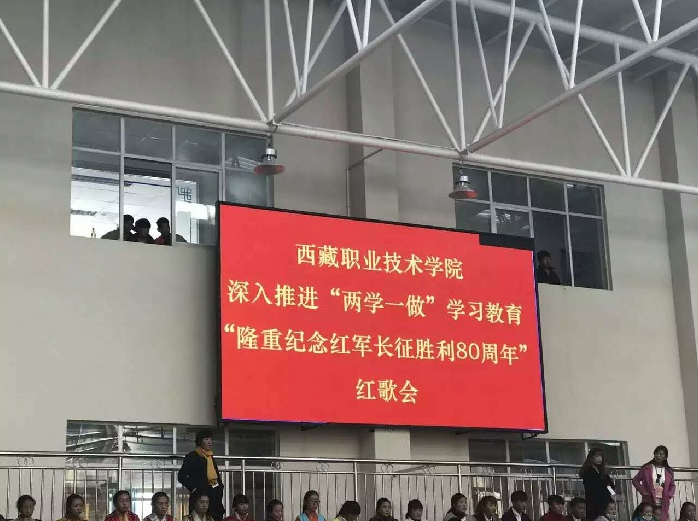 西藏职业技术学院
深入推进“两学一做”学习教育
“隆重纪念红军长征胜利80周年”
红歌会